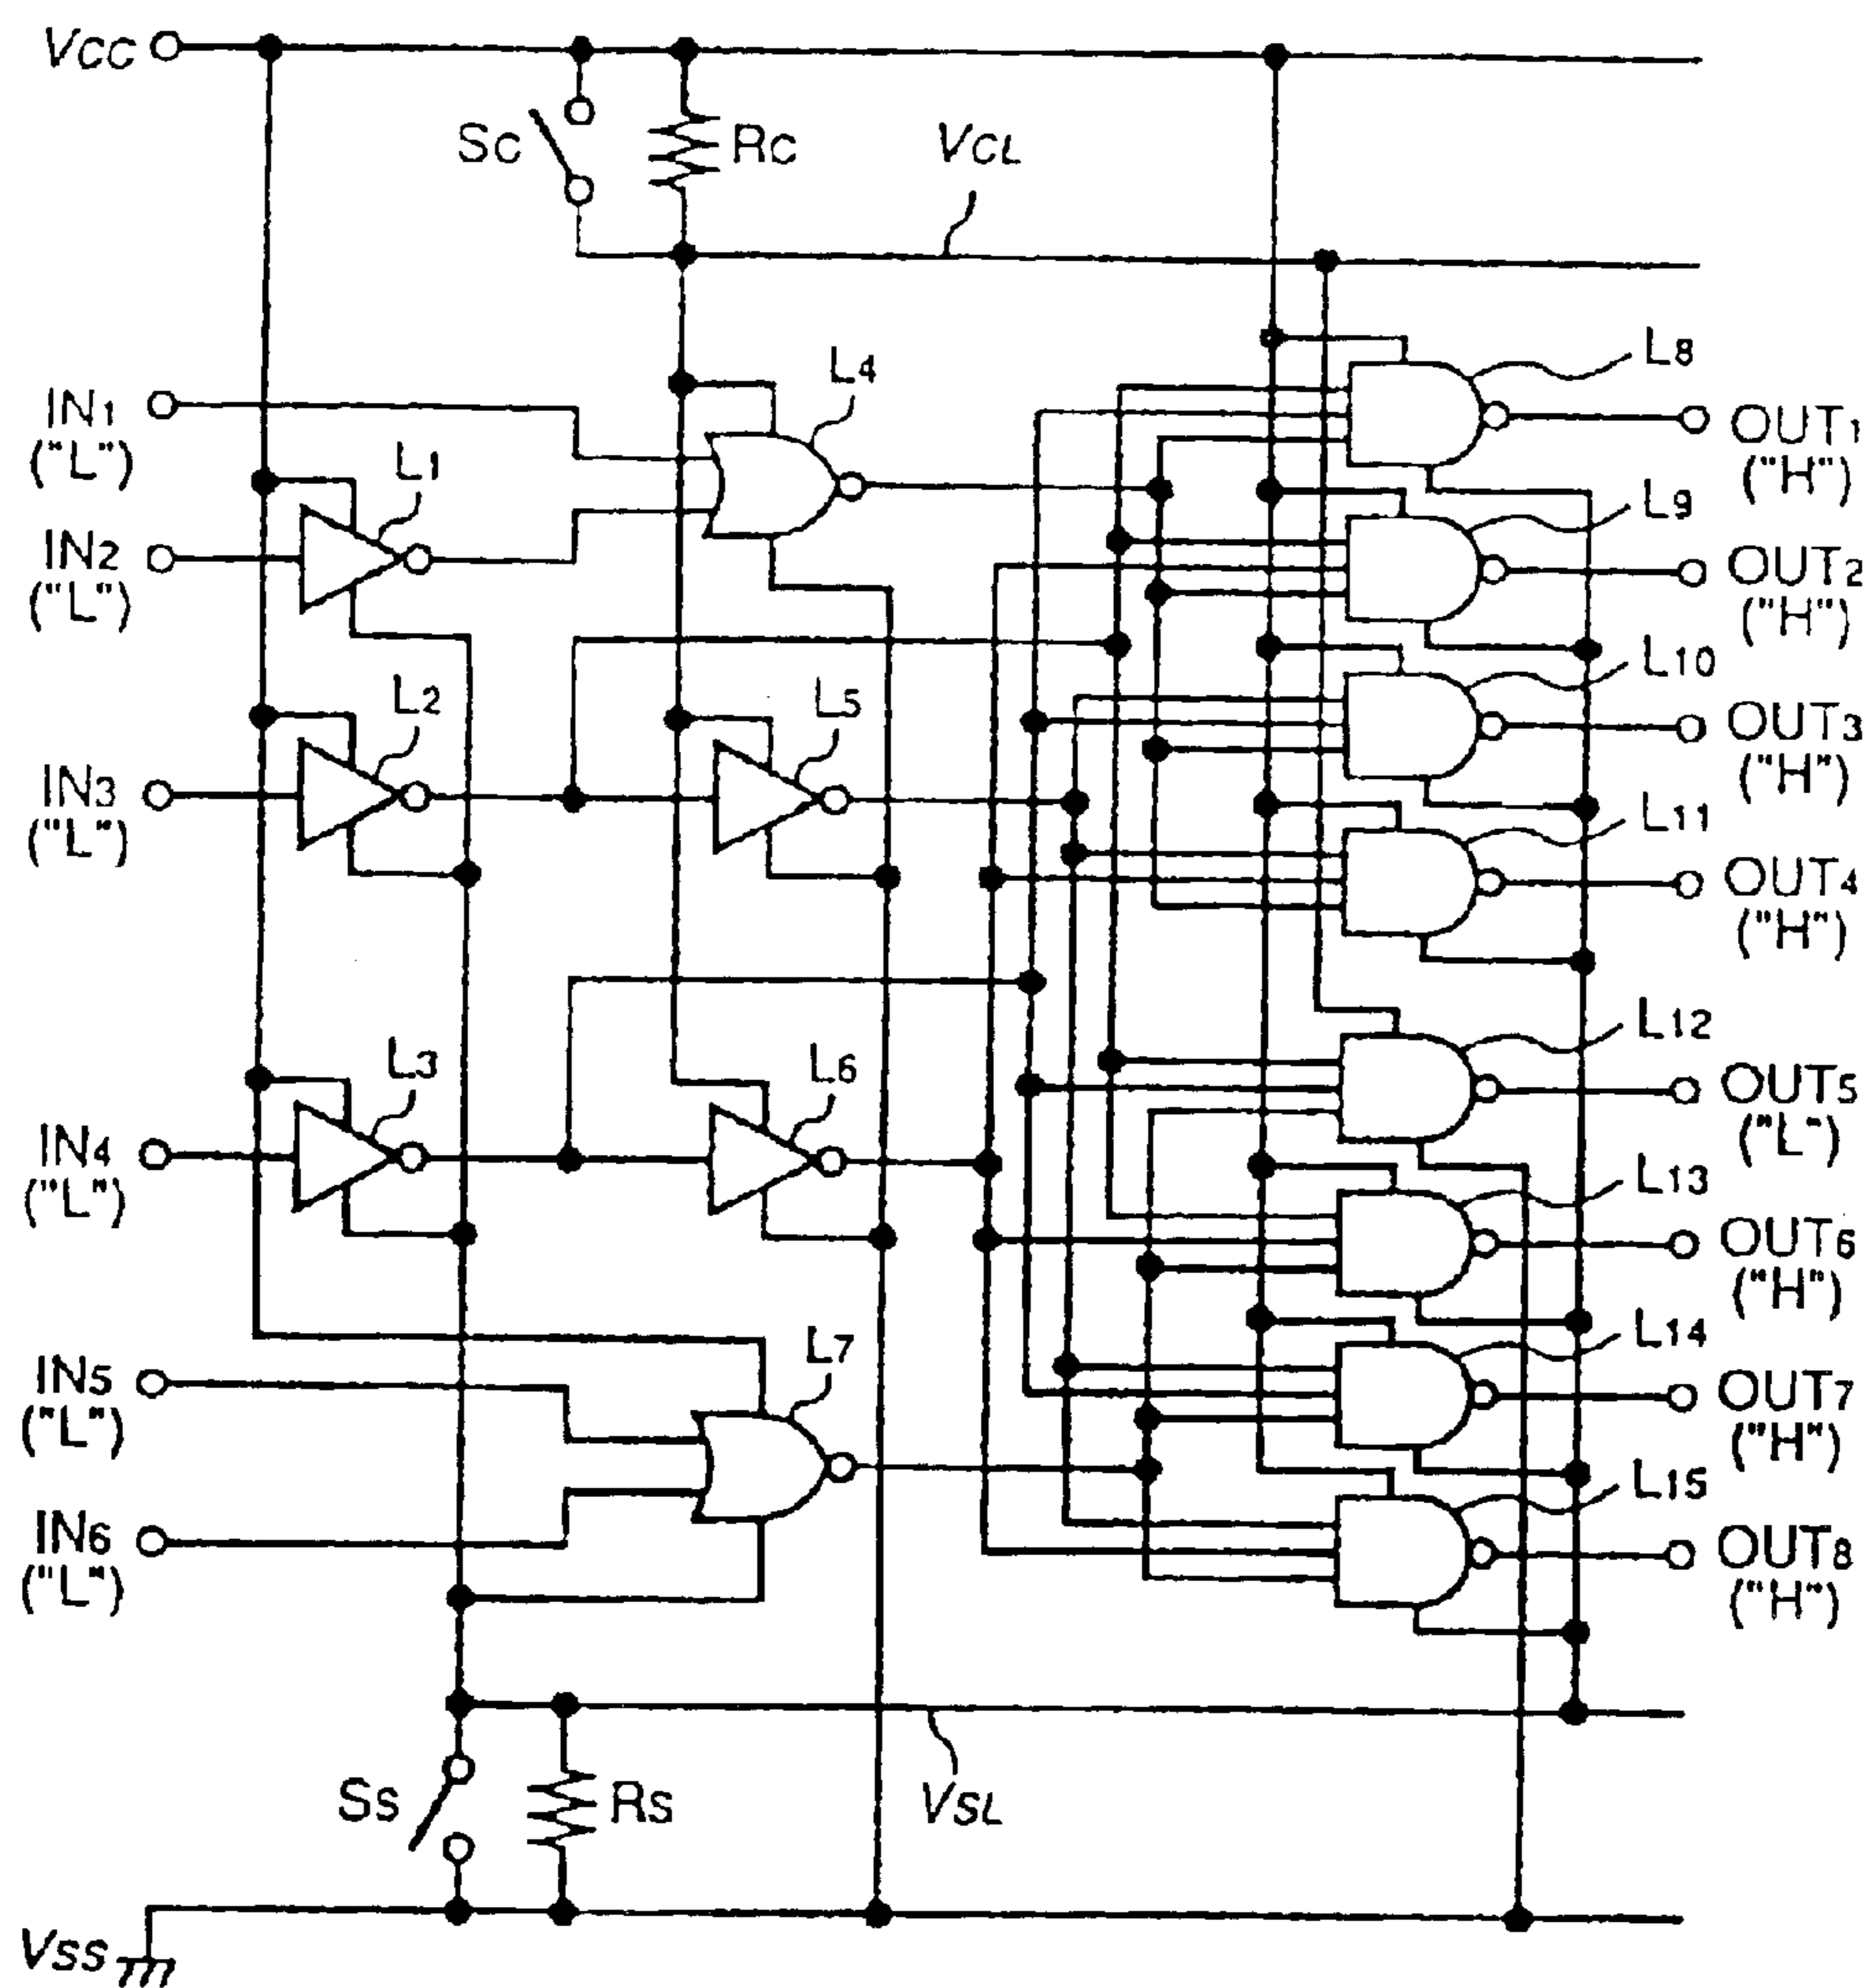 VCC
SC
RC
VCL
L8
L4
IN1
("L")
OUT1
("H")
L1
L9
IN2
("L")
OUT2
("H")
L10
L2
L5
OUT3
("H")
IN3
("L")
L11
OUT4
("H")
L12
L3
L6
OUT5
("L")
IN4
("L")
L13
OUT6
("H")
L14
L7
IN5
("L")
OUT7
("H")
L15
IN6
("L")
OUT8
("H")
SS
RS
VSL
VSS